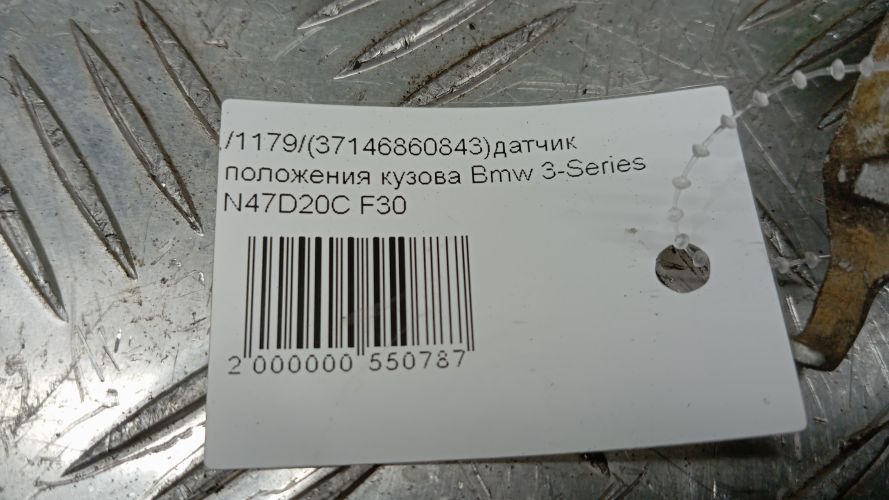 /1179/(37146860843)датчик
положения кузова Bmw 3-Series
N47D20C F30
2 000000 550787